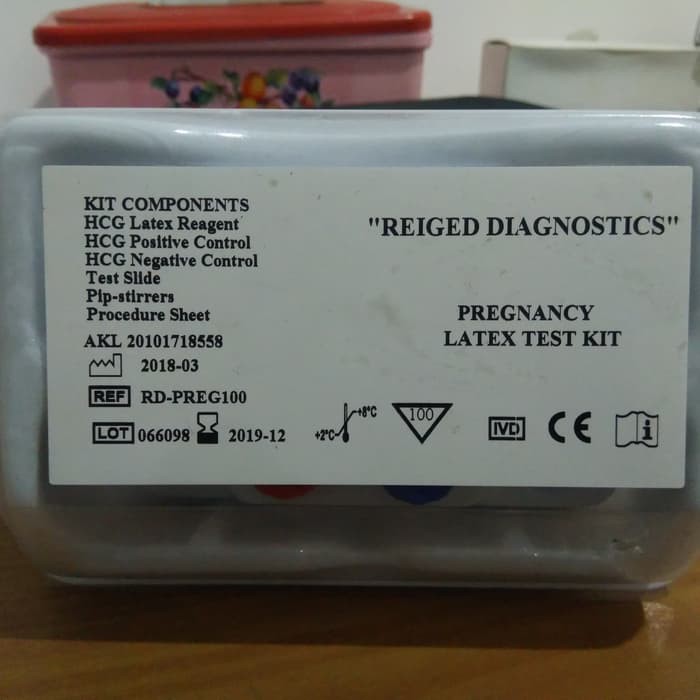 KIT COMPONENTS
HCG Latex Reagent
HCG Positive Control
HCG Negative Control
Test Slide
Pip-stirrers
Procedure Sheet
AKL 20101718558
2018-03
REF RD-PREG100
LOT 066098 2019-12
"REIGED DIAGNOSTICS"
PREGNANCY
LATEX TEST KIT
+2°C +8°C 100 IVD CE i